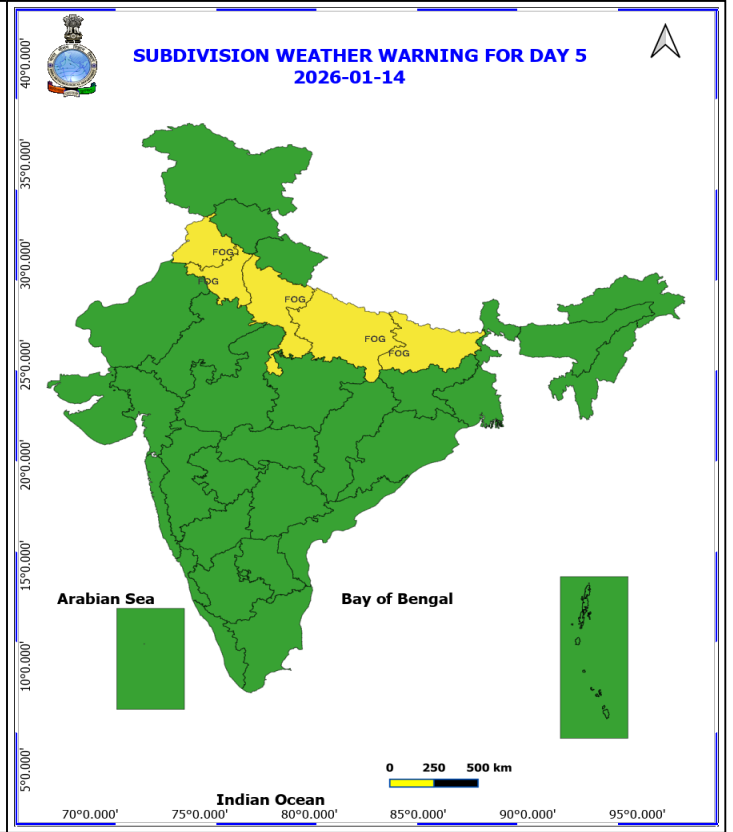 SUBDIVISION WEATHER WARNING FOR DAY 5
2026-01-14
40°0.000'
35°0.000'
30°0.000'
25°0.000'
20°0.000'
15°0.000'
10°0.000'
5°0.000'
FOG
FOG
FOG
FOG
FOG
Arabian Sea
Bay of Bengal
0 250 500 km
Indian Ocean
70°0.000' 75°0.000' 80°0.000' 85°0.000' 90°0.000' 95°0.000'